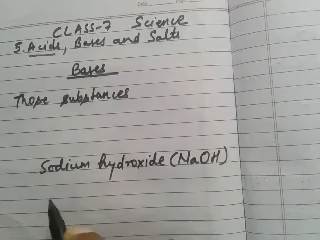 CLASS-7 Science
5. Acids, Bases and Salts
Bases
Those substances
Sodium hydroxide (NaOH)